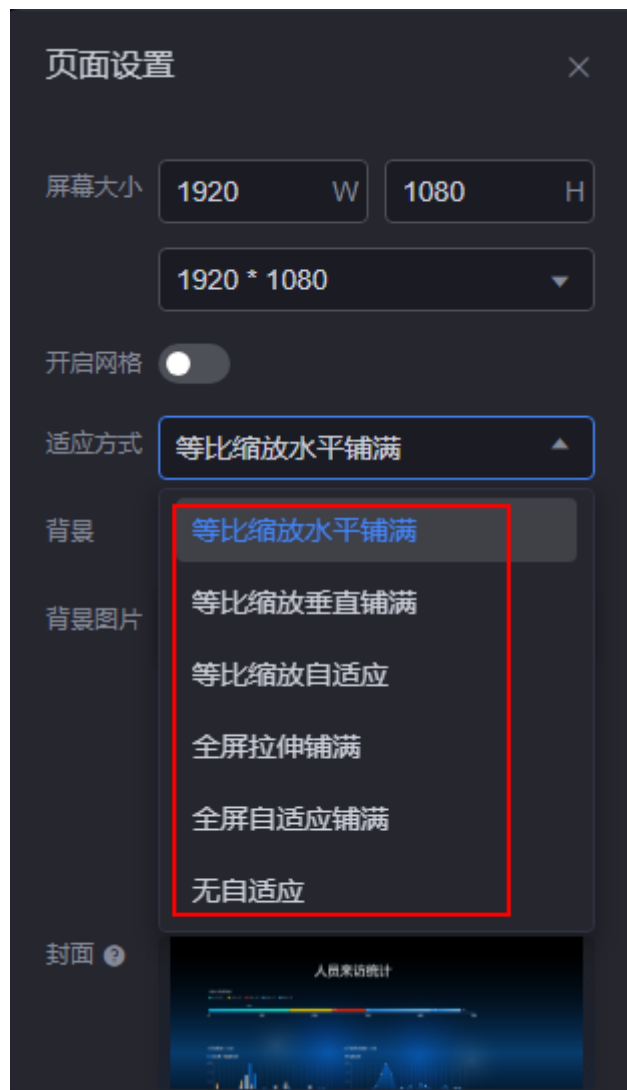 页面设置
屏幕大小 1920 W 1080 H
1920 * 1080
开启网格
适应方式 等比缩放水平铺满
背景 等比缩放水平铺满
等比缩放垂直铺满
背景图片
等比缩放自适应
全屏拉伸铺满
全屏自适应铺满
无自适应
封面 ?
人员来访统计